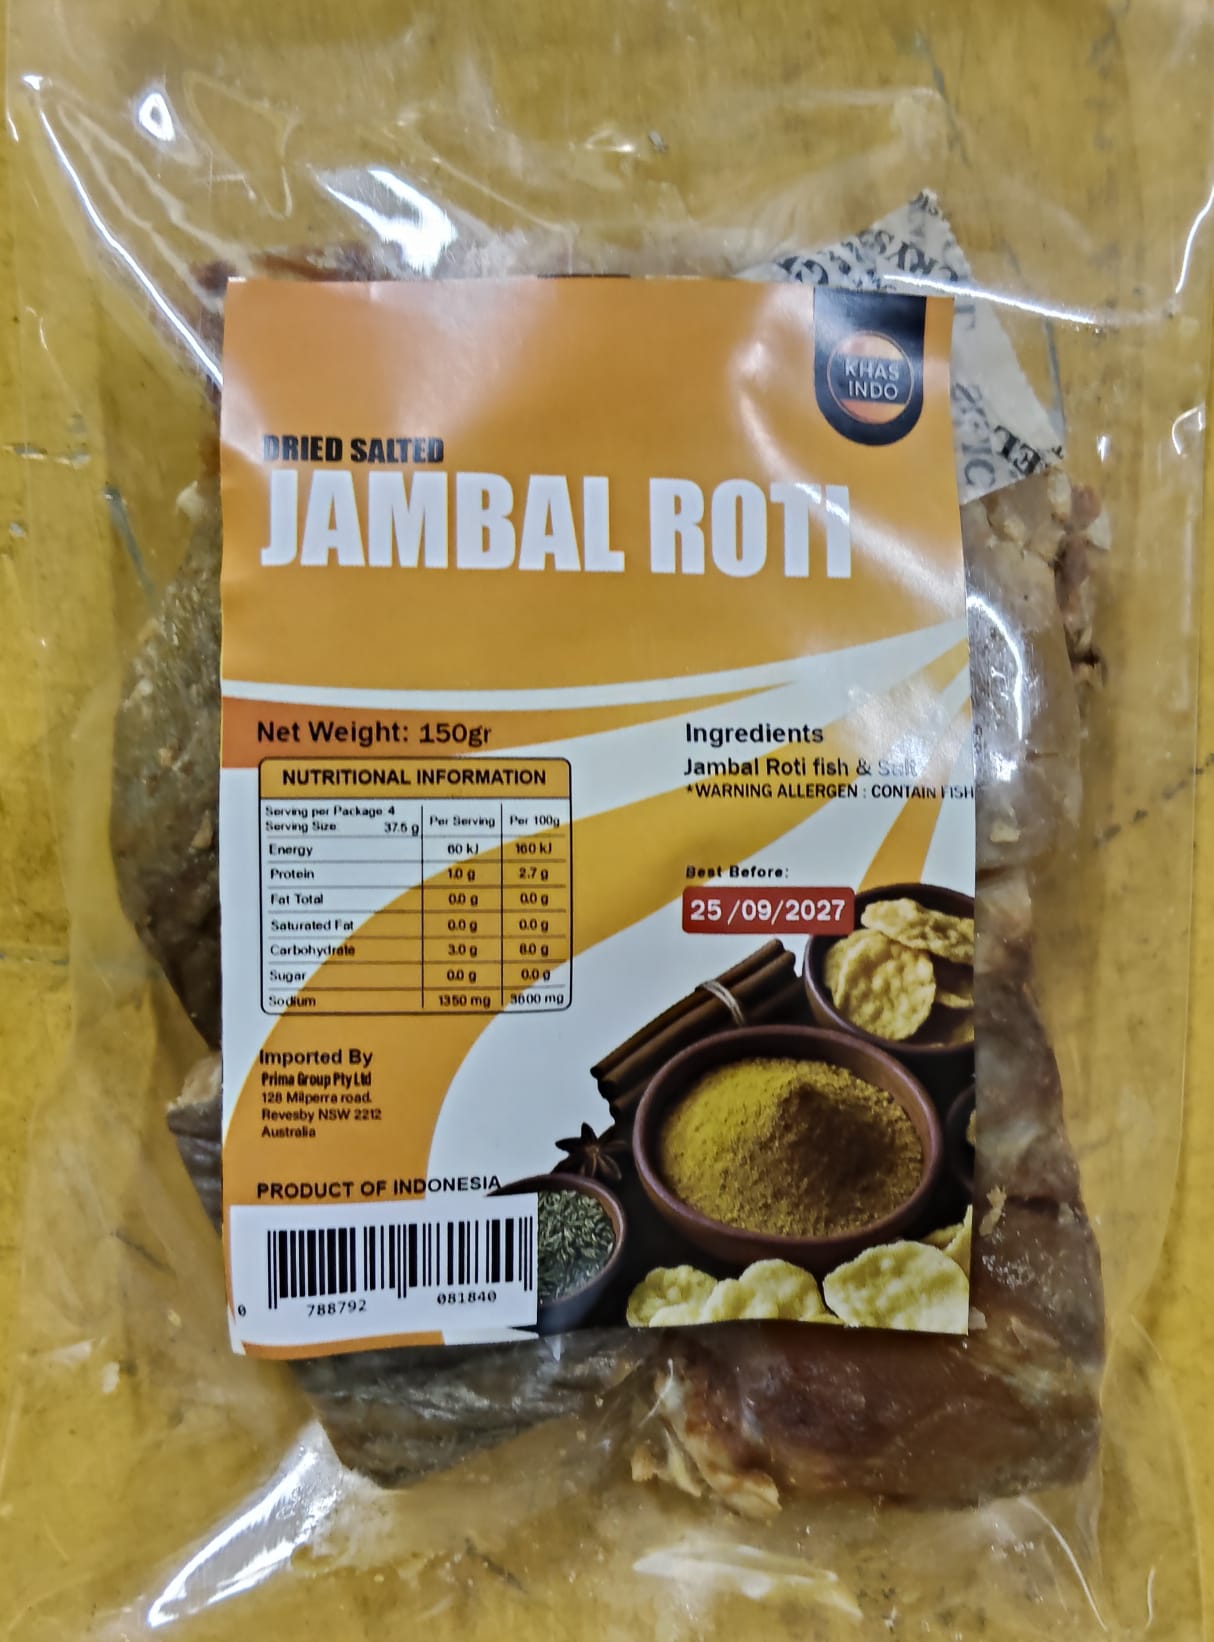 KHAS
INDO
DRIED SALTED
JAMBAL ROTI
Net Weight: 150gr
NUTRITIONAL INFORMATION
Serving per Package 4
Serving Size 37.5 g
Per Serving Per 100g
Energy 60 kJ 160 kJ
Protein 1.0 g 2.7 g
Fat Total 0.0 g 0.0 g
Saturated Fat 0.0 g 0.0 g
Carbohydrate 3.0 g 8.0 g
Sugar 0.0 g 0.0 g
Sodium 1350 mg 3600 mg
Ingredients
Jambal Roti fish & Salt
*WARNING ALLERGEN : CONTAIN FISH
Best Before:
25 /09/2027
Imported By
Prima Group Pty Ltd
128 Milperra road.
Revesby NSW 2212
Australia
PRODUCT OF INDONESIA
0 788792 081840